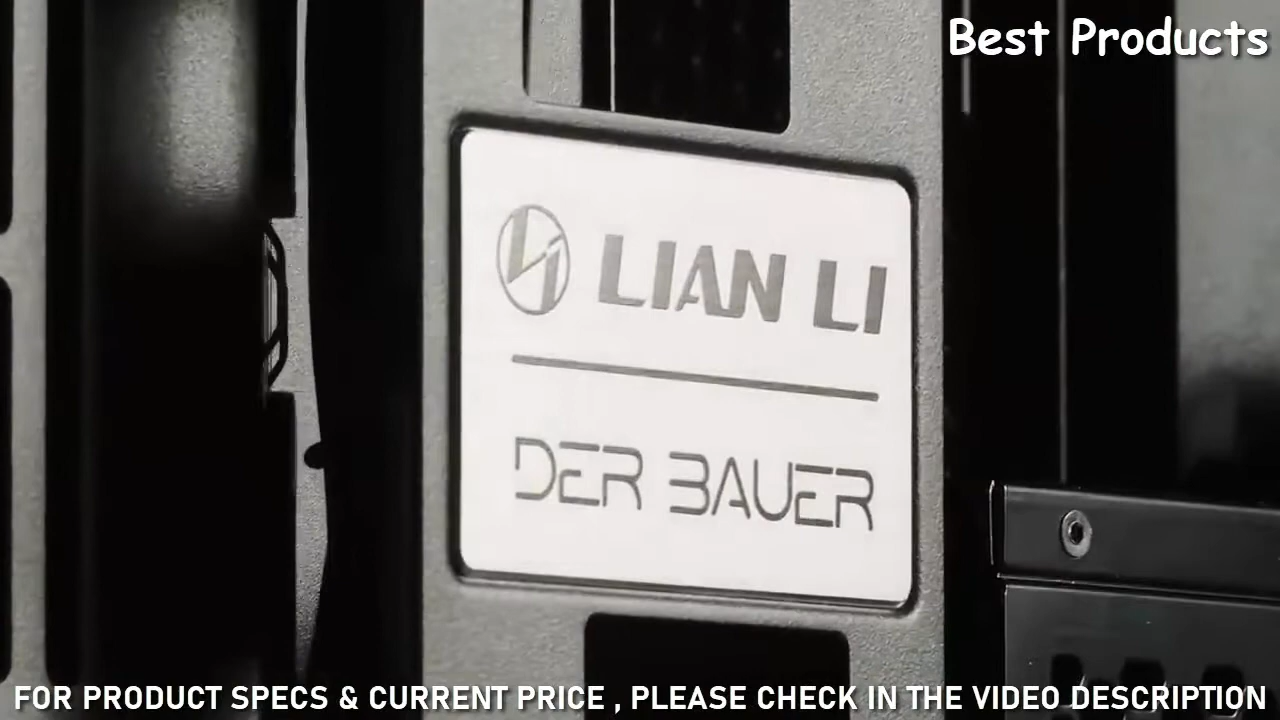 Best Products
LIAN LI
DER BAUER
FOR PRODUCT SPECS & CURRENT PRICE , PLEASE CHECK IN THE VIDEO DESCRIPTION